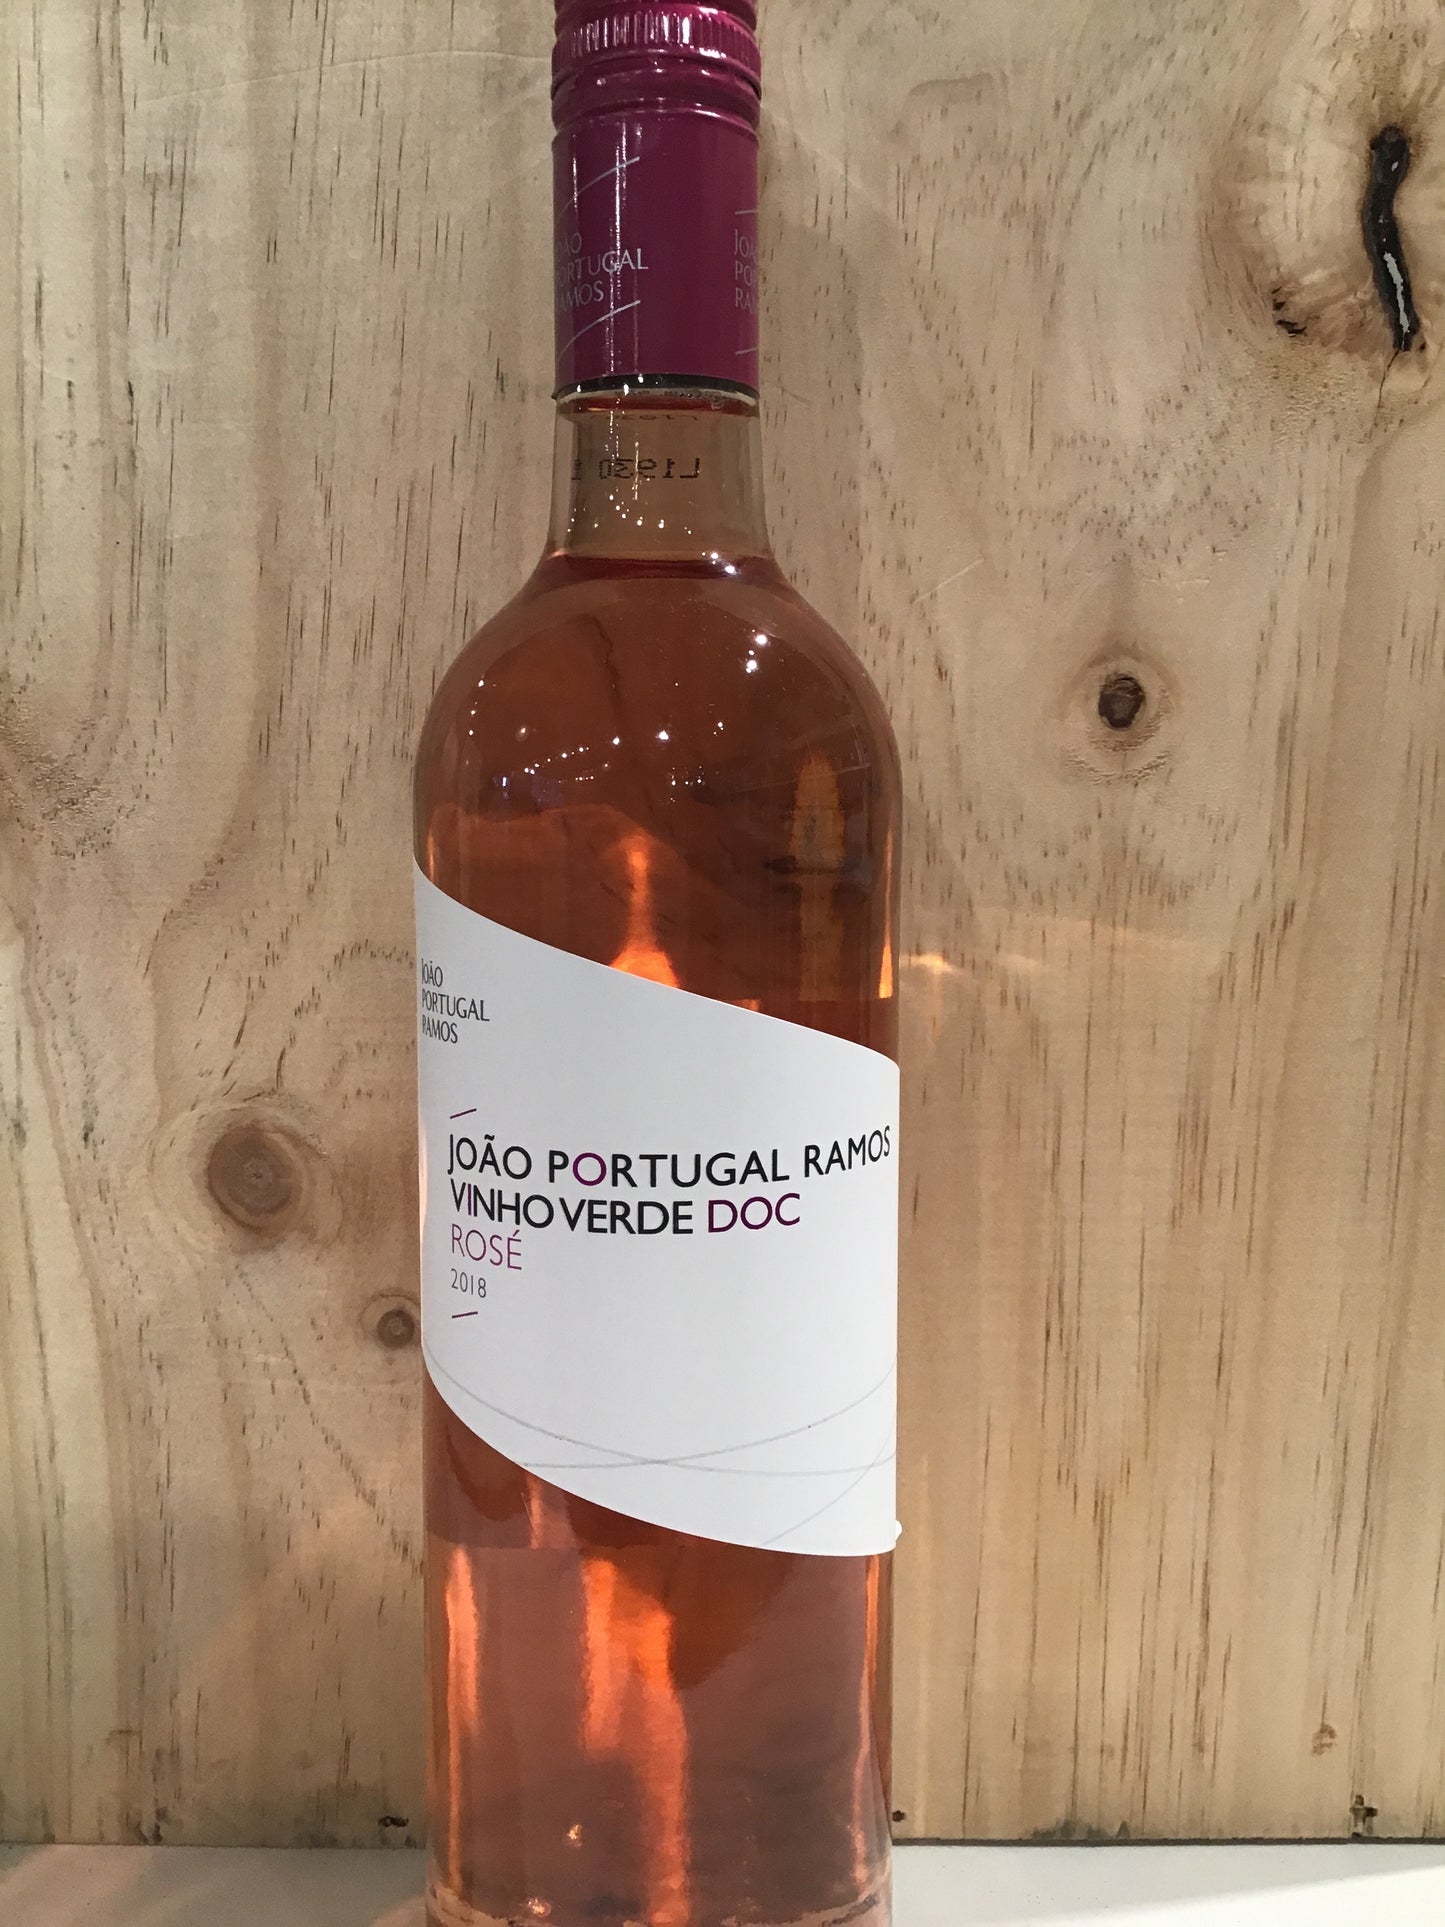 JOÃO
PORTUGAL
RAMOS
JOÃO
PORTUGAL
RAMOS
JOÃO PORTUGAL RAMOS
VINHO VERDE DOC
ROSÉ
2018